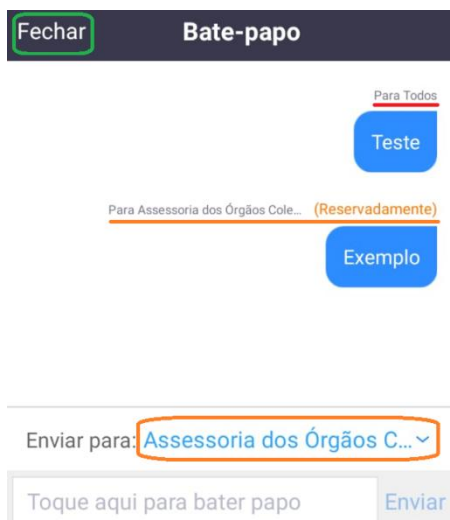 Fechar Bate-papo
Para Todos
Teste
Para Assessoria dos Órgãos Cole... (Reservadamente)
Exemplo
Enviar para: Assessoria dos Órgãos C...
Toque aqui para bater papo Enviar